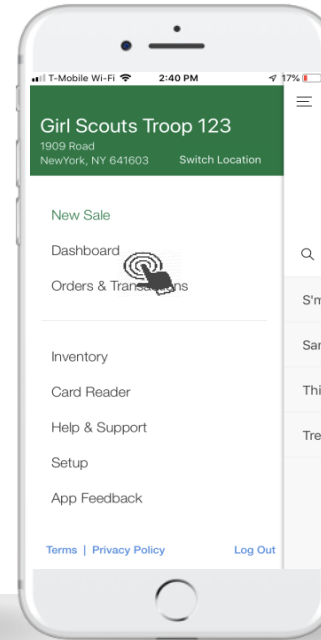 T-Mobile Wi-Fi 2:40 PM 17%
Girl Scouts Troop 123
1909 Road
NewYork, NY 641603 Switch Location
New Sale
Dashboard
Orders & Transactions
S'm
Inventory
Sar
Card Reader
Thi
Help & Support
Tre
Setup
App Feedback
Terms | Privacy Policy Log Out